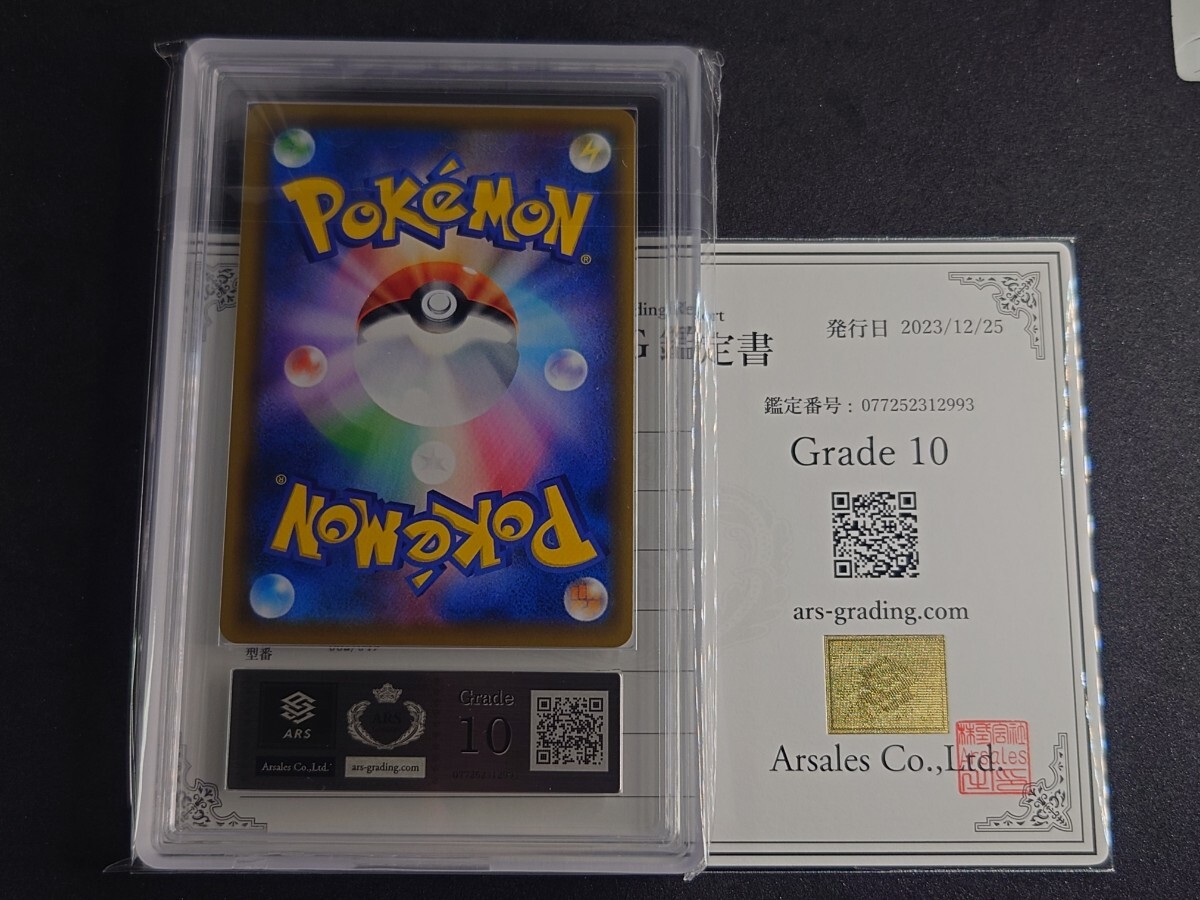 POKéMON
®
POKéMON
®
型番
ARS
Arsales Co.,Ltd.
ars-grading.com
Grade
10
鑑定書
発行日 2023/12/25
鑑定番号 : 077252312993
Grade 10
ars-grading.com
Arsales Co.,Ltd.